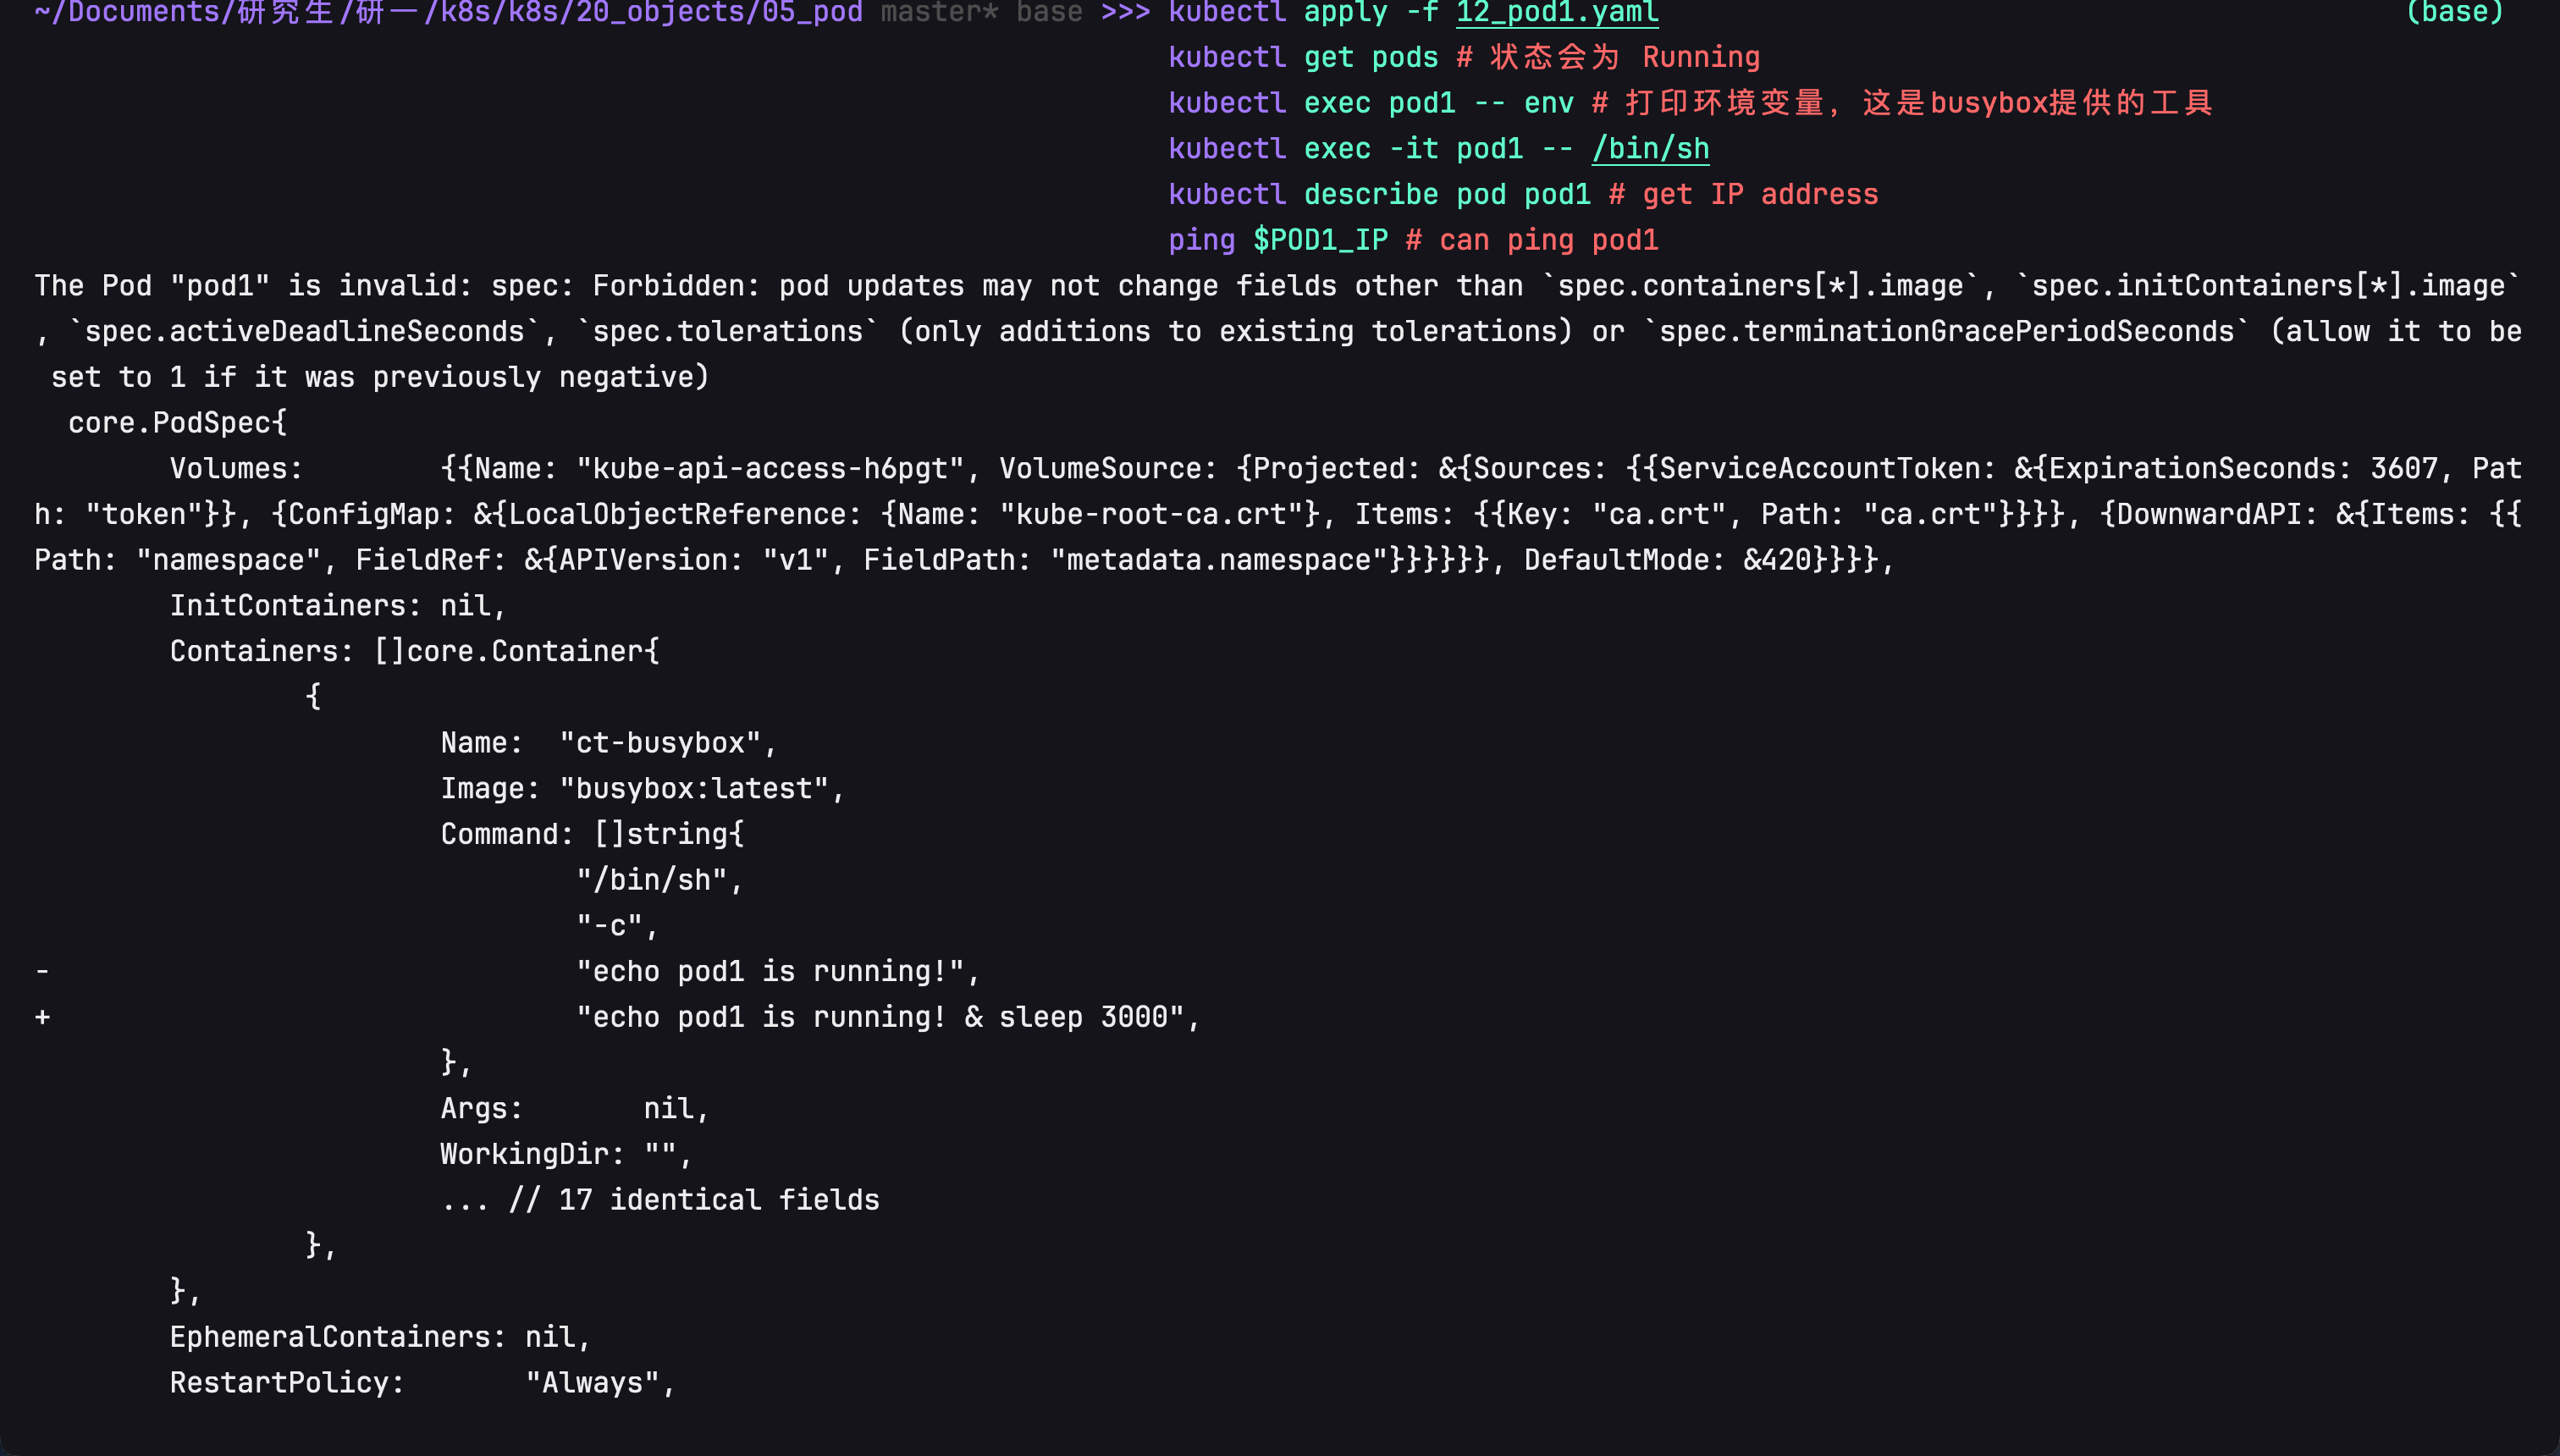 ~/Documents/研究生/研一/k8s/k8s/20_objects/05_pod master* base >>> kubectl apply -f 12_pod1.yaml (base)
kubectl get pods # 状态会为 Running
kubectl exec pod1 -- env # 打印环境变量，这是busybox提供的工具
kubectl exec -it pod1 -- /bin/sh
kubectl describe pod pod1 # get IP address
ping $POD1_IP # can ping pod1
The Pod "pod1" is invalid: spec: Forbidden: pod updates may not change fields other than `spec.containers[*].image`, `spec.initContainers[*].image`
, `spec.activeDeadlineSeconds`, `spec.tolerations` (only additions to existing tolerations) or `spec.terminationGracePeriodSeconds` (allow it to be
set to 1 if it was previously negative)
core.PodSpec{
Volumes: {{Name: "kube-api-access-h6pgt", VolumeSource: {Projected: &{Sources: {{ServiceAccountToken: &{ExpirationSeconds: 3607, Pat
h: "token"}}, {ConfigMap: &{LocalObjectReference: {Name: "kube-root-ca.crt"}, Items: {{Key: "ca.crt", Path: "ca.crt"}}}}, {DownwardAPI: &{Items: {{
Path: "namespace", FieldRef: &{APIVersion: "v1", FieldPath: "metadata.namespace"}}}}}}, DefaultMode: &420}}}},
InitContainers: nil,
Containers: []core.Container{
{
Name: "ct-busybox",
Image: "busybox:latest",
Command: []string{
"/bin/sh",
"-c",
- "echo pod1 is running!",
+ "echo pod1 is running! & sleep 3000",
},
Args: nil,
WorkingDir: "",
... // 17 identical fields
},
},
EphemeralContainers: nil,
RestartPolicy: "Always",